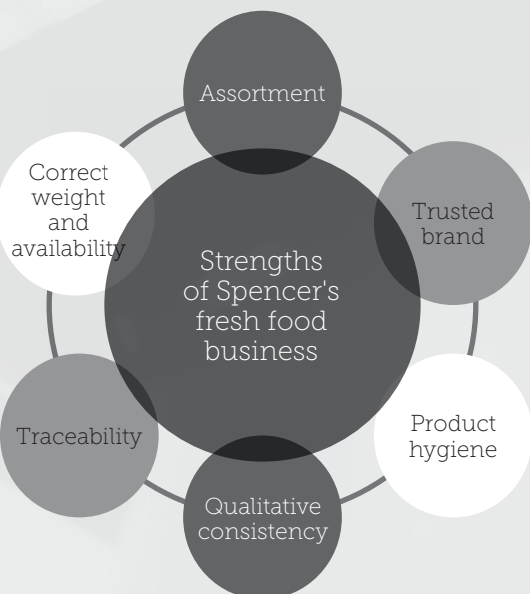 Assortment
Trusted
brand
Product
hygiene
Qualitative
consistency
Traceability
Correct
weight
and
availability
Strengths
of Spencer's
fresh food
business